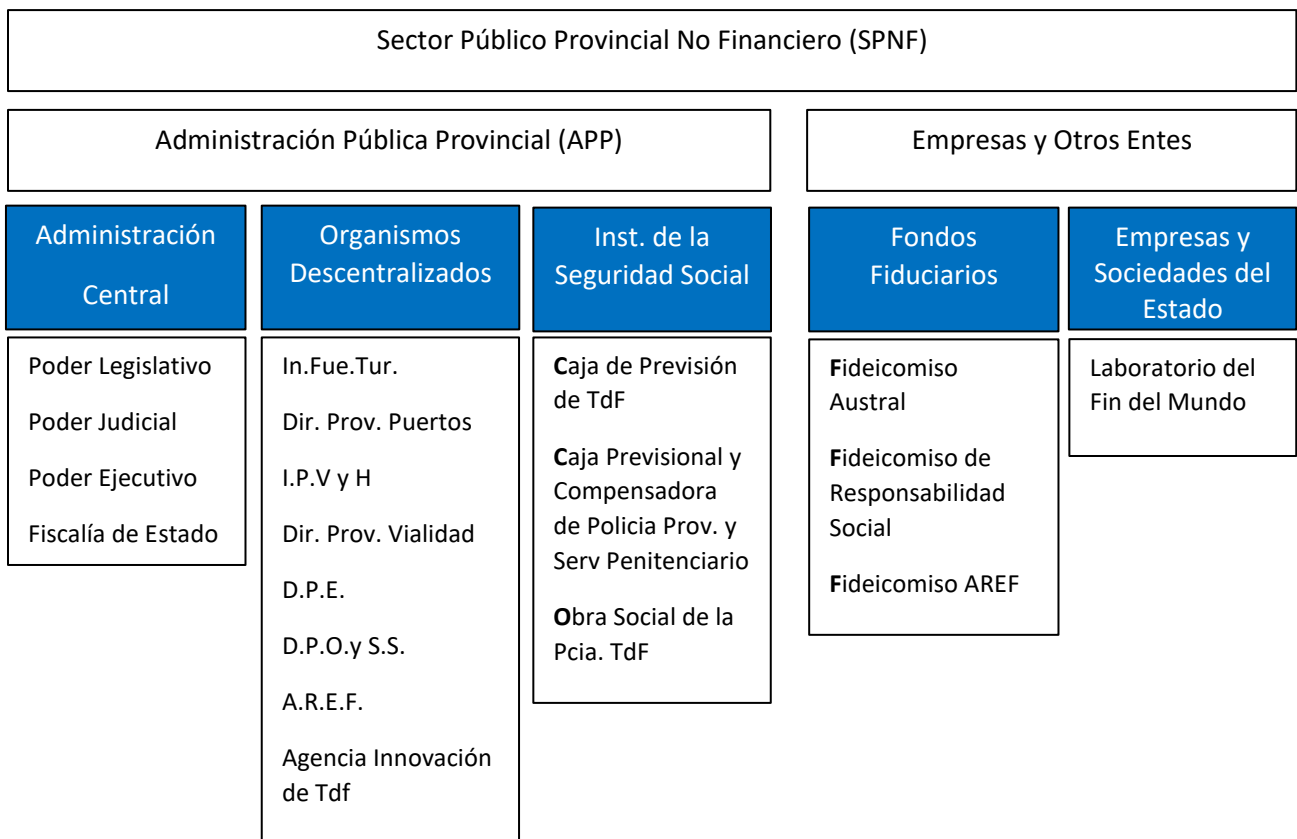 Sector Público Provincial No Financiero (SPNF)
Administración Pública Provincial (APP)
Empresas y Otros Entes
Administración
Central
Organismos
Descentralizados
Inst. de la
Seguridad Social
Fondos
Fiduciarios
Empresas y
Sociedades del
Estado
Poder Legislativo
Poder Judicial
Poder Ejecutivo
Fiscalía de Estado
In.Fue.Tur.
Dir. Prov. Puertos
I.P.V y H
Dir. Prov. Vialidad
D.P.E.
D.P.O.y S.S.
A.R.E.F.
Agencia Innovación
de Tdf
Caja de Previsión
de TdF
Caja Previsional y
Compensadora
de Policia Prov. y
Serv Penitenciario
Obra Social de la
Pcia. TdF
Fideicomiso
Austral
Fideicomiso de
Responsabilidad
Social
Fideicomiso AREF
Laboratorio del
Fin del Mundo